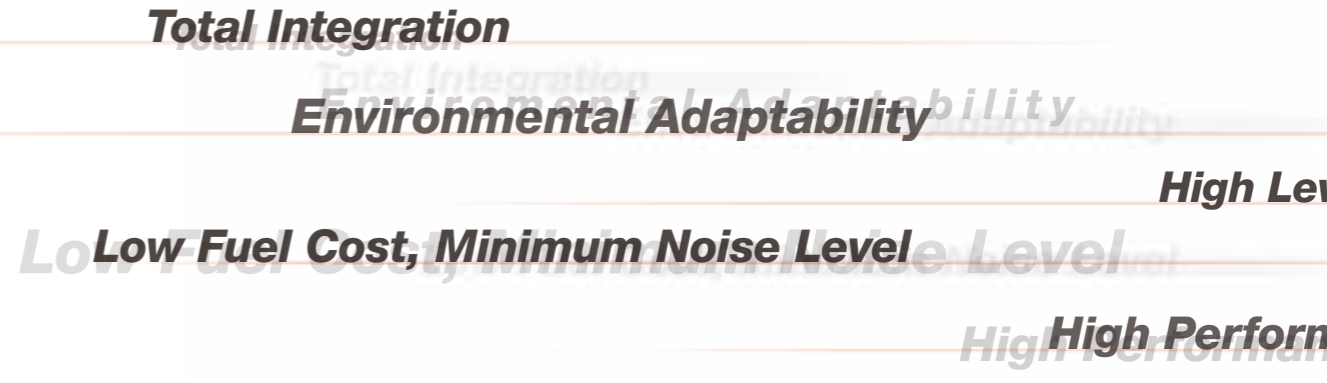 Total Integration
Environmental Adaptability
High Lev
Low Fuel Cost, Minimum Noise Level
High Perform